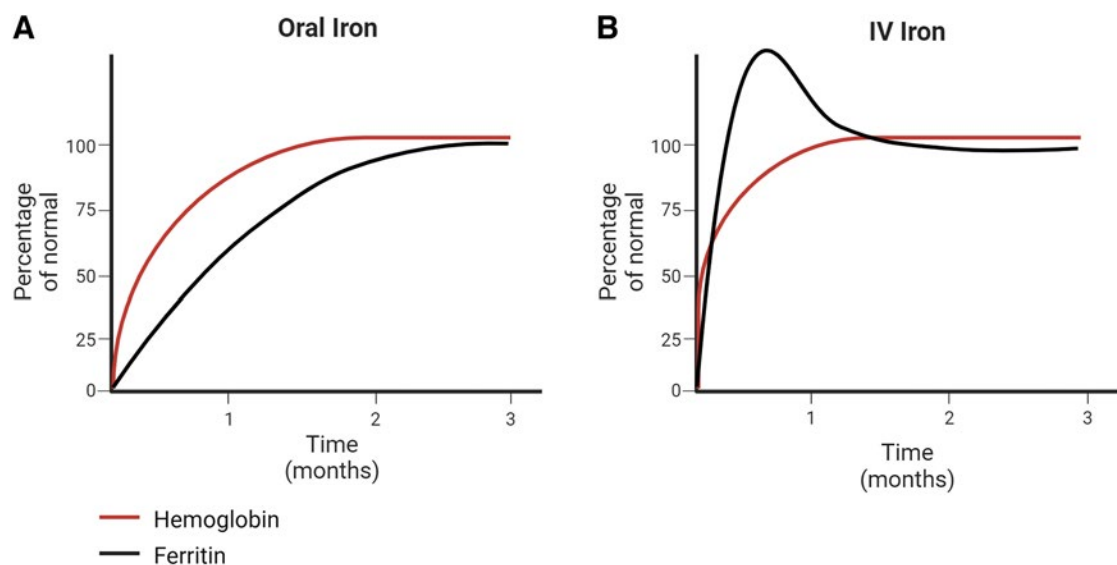 A
Oral Iron
Percentage
of normal
100
75
50
25
0
1
2
3
Time
(months)
B
IV Iron
Percentage
of normal
100
75
50
25
0
1
2
3
Time
(months)
Hemoglobin
Ferritin